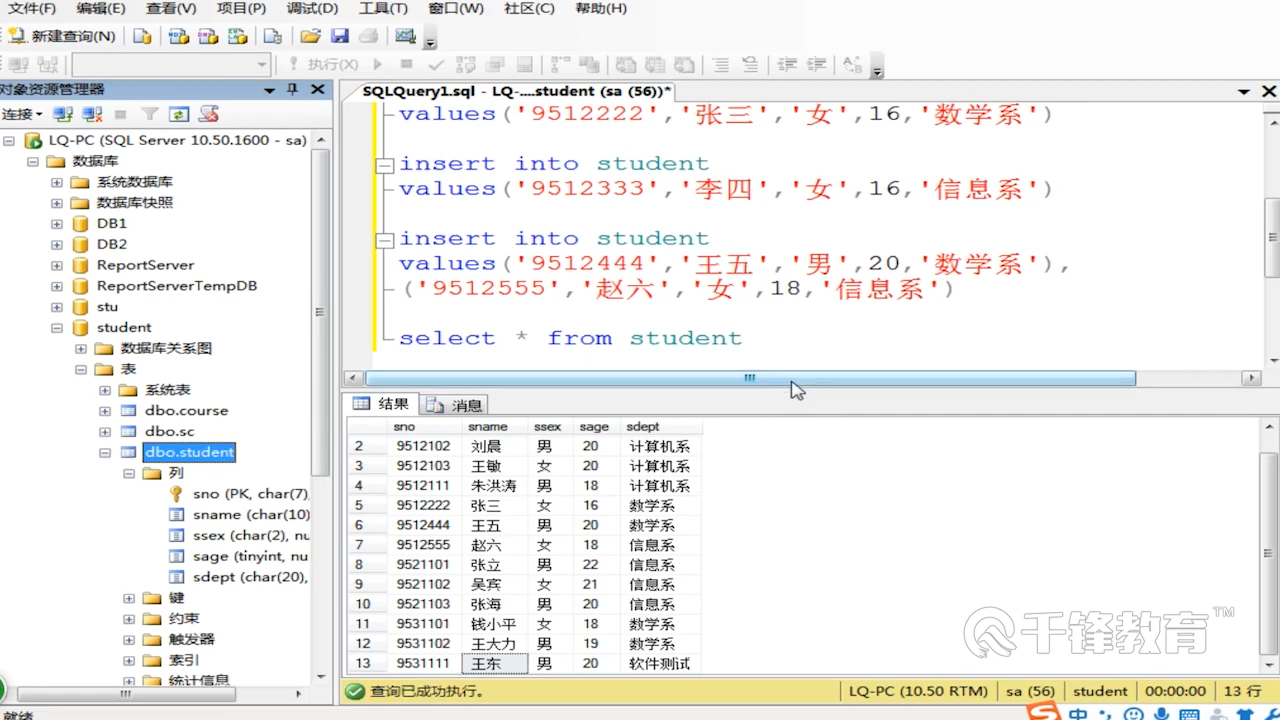 文件(F) 编辑(E) 查看(V) 项目(P) 调试(D) 工具(T) 窗口(W) 社区(C) 帮助(H)
新建查询(N)
执行(X)
对象资源管理器
连接
LQ-PC (SQL Server 10.50.1600 - sa)
数据库
系统数据库
数据库快照
DB1
DB2
ReportServer
ReportServerTempDB
stu
student
数据库关系图
表
系统表
dbo.course
dbo.sc
dbo.student
列
sno (PK, char(7),
sname (char(10)
ssex (char(2), nu
sage (tinyint, nu
sdept (char(20),
键
约束
触发器
索引
统计信息
SQLQuery1.sql - LQ-....student (sa (56))*
values('9512222','张三','女',16,'数学系')
insert into student
values('9512333','李四','女',16,'信息系')
insert into student
values('9512444','王五','男',20,'数学系'),
('9512555','赵六','女',18,'信息系')
select * from student
结果 消息
sno sname ssex sage sdept
2 9512102 刘晨 男 20 计算机系
3 9512103 王敏 女 20 计算机系
4 9512111 朱洪涛 男 18 计算机系
5 9512222 张三 女 16 数学系
6 9512444 王五 男 20 数学系
7 9512555 赵六 女 18 信息系
8 9521101 张立 男 22 信息系
9 9521102 吴宾 女 21 信息系
10 9521103 张海 男 20 信息系
11 9531101 钱小平 女 18 数学系
12 9531102 王大力 男 19 数学系
13 9531111 王东 男 20 软件测试
千锋教育™
查询已成功执行。 LQ-PC (10.50 RTM) sa (56) student 00:00:00 13 行
就绪
中